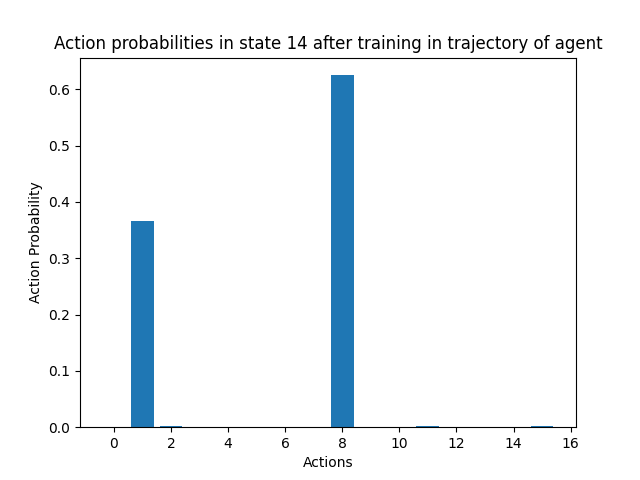 Action probabilities in state 14 after training in trajectory of agent
0.6
0.5
0.4
0.3
0.2
0.1
0.0
Action Probability
0 2 4 6 8 10 12 14 16
Actions